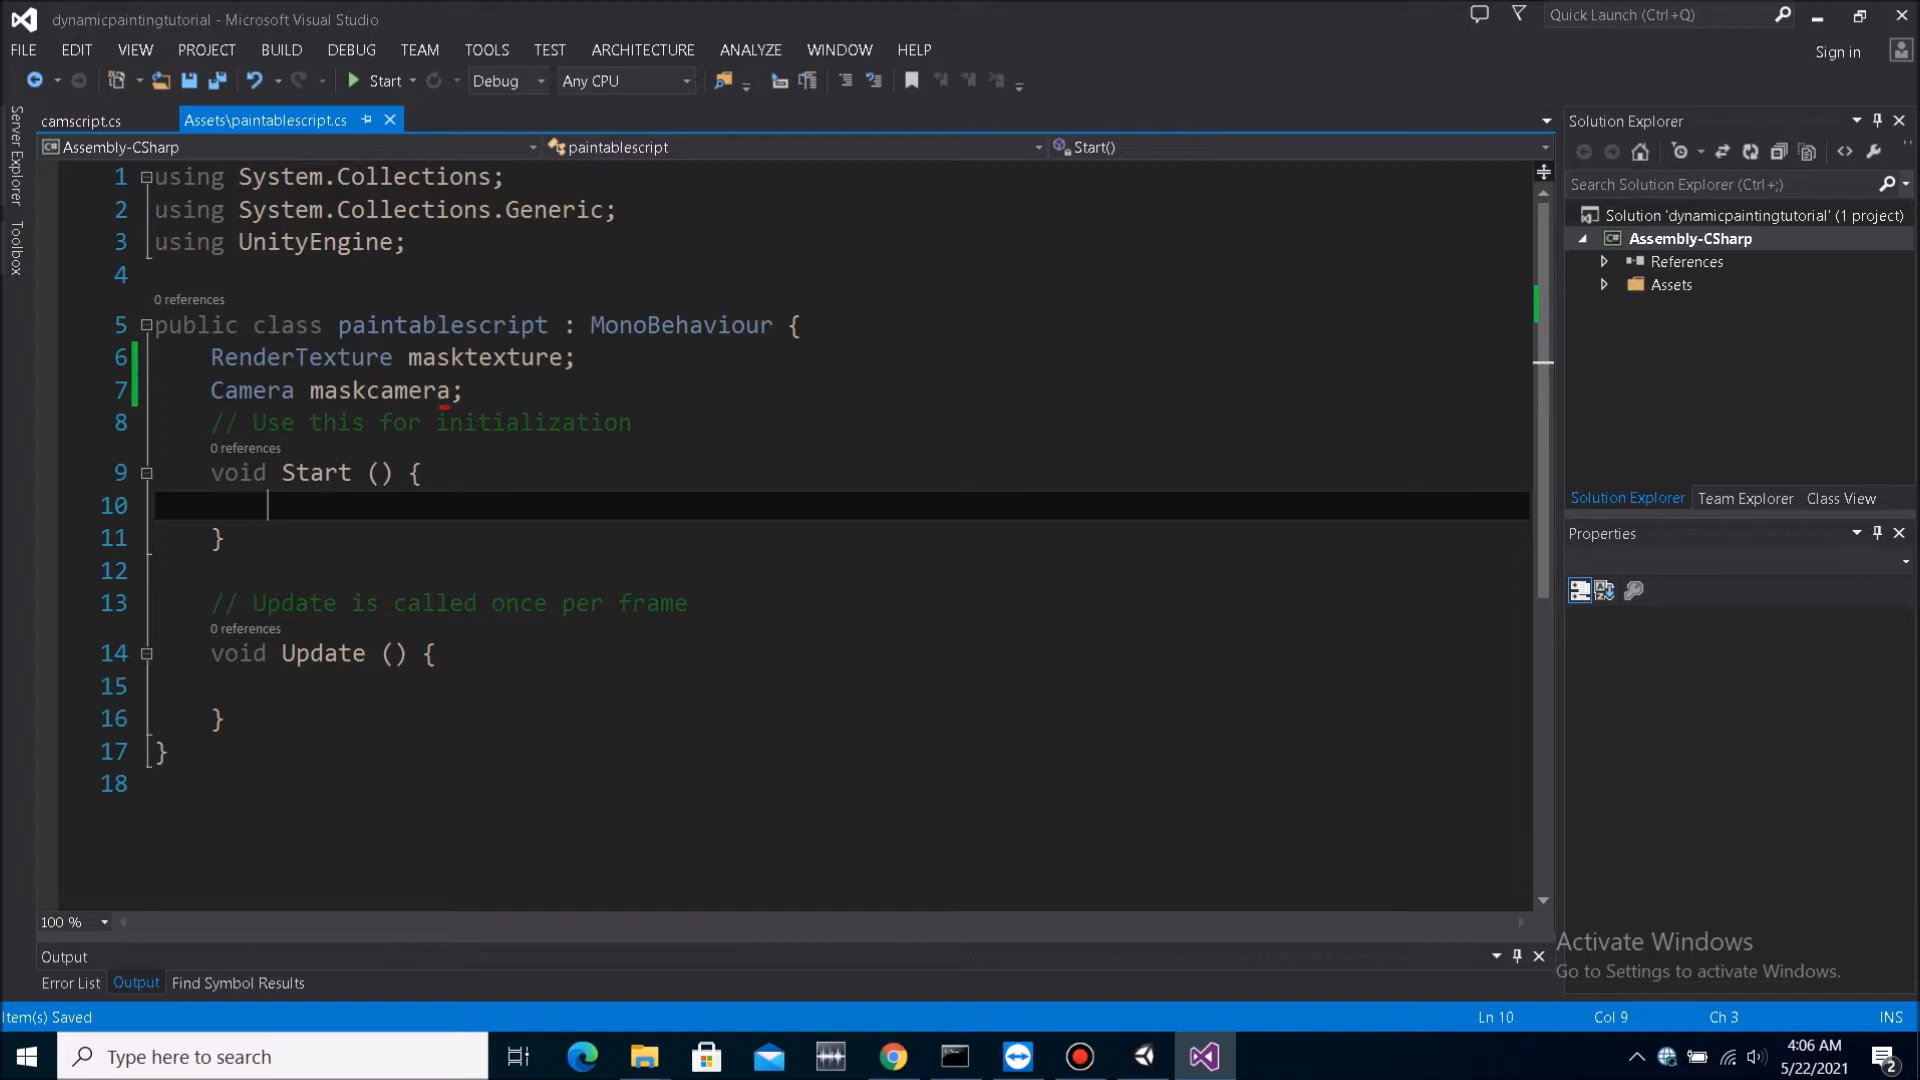 dynamicpaintingtutorial - Microsoft Visual Studio
Quick Launch (Ctrl+Q)
FILE EDIT VIEW PROJECT BUILD DEBUG TEAM TOOLS TEST ARCHITECTURE ANALYZE WINDOW HELP
Sign in
Start Debug Any CPU
Server Explorer
Toolbox
camscript.cs Assets\paintablescript.cs
Assembly-CSharp paintablescript Start()
1 using System.Collections;
2 using System.Collections.Generic;
3 using UnityEngine;
4
0 references
5 public class paintablescript : MonoBehaviour {
6 RenderTexture masktexture;
7 Camera maskcamera;
8 // Use this for initialization
0 references
9 void Start () {
10
11 }
12
13 // Update is called once per frame
0 references
14 void Update () {
15
16 }
17 }
18
100 %
Solution Explorer
Search Solution Explorer (Ctrl+;)
Solution 'dynamicpaintingtutorial' (1 project)
Assembly-CSharp
References
Assets
Solution Explorer Team Explorer Class View
Properties
Activate Windows
Go to Settings to activate Windows.
Output
Error List Output Find Symbol Results
Item(s) Saved
Ln 10 Col 9 Ch 3 INS
Type here to search
4:06 AM
5/22/2021
2